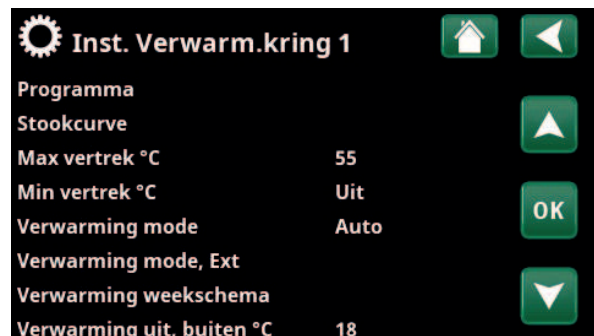 Inst. Verwarm.kring 1
Programma
Stookcurve
Max vertrek °C 55
Min vertrek °C Uit
Verwarming mode Auto
OK
Verwarming mode, Ext
Verwarming weekschema
Verwarming uit, buiten °C 18